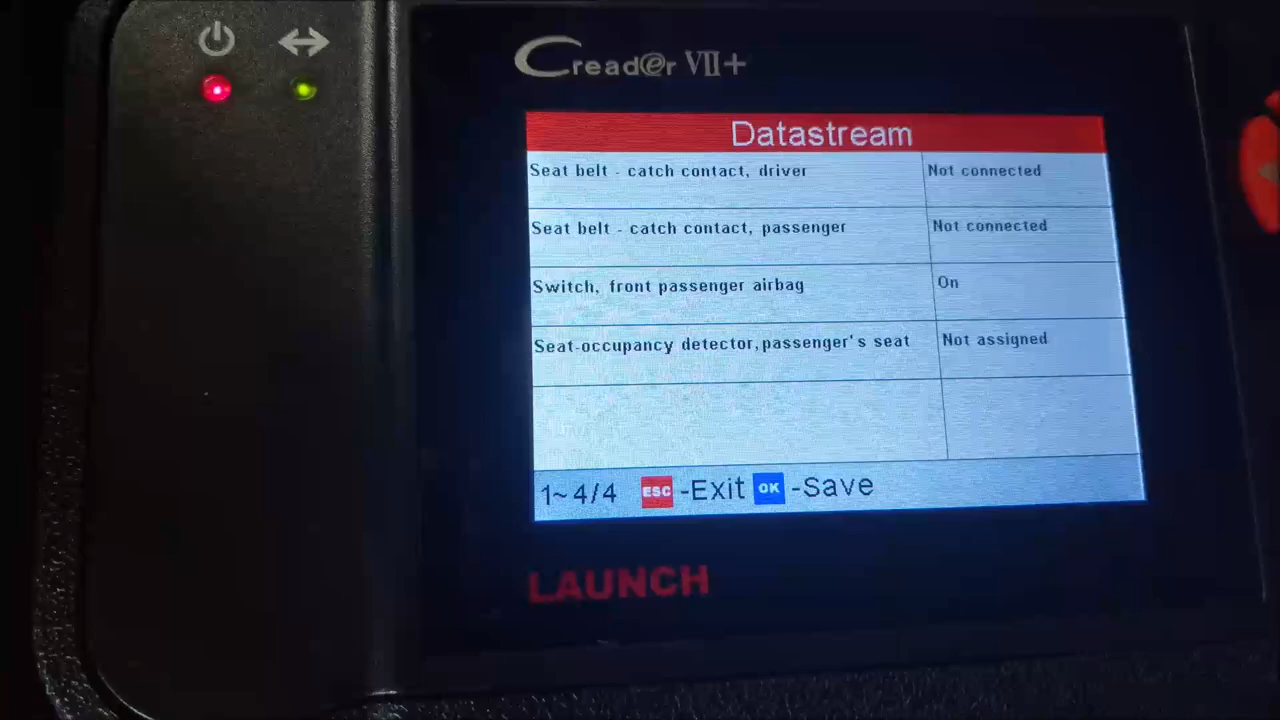 Cread@r VII+
Datastream
Seat belt - catch contact, driver Not connected
Seat belt - catch contact, passenger Not connected
Switch, front passenger airbag On
Seat-occupancy detector,passenger's seat Not assigned
1~4/4 ESC -Exit OK -Save
LAUNCH